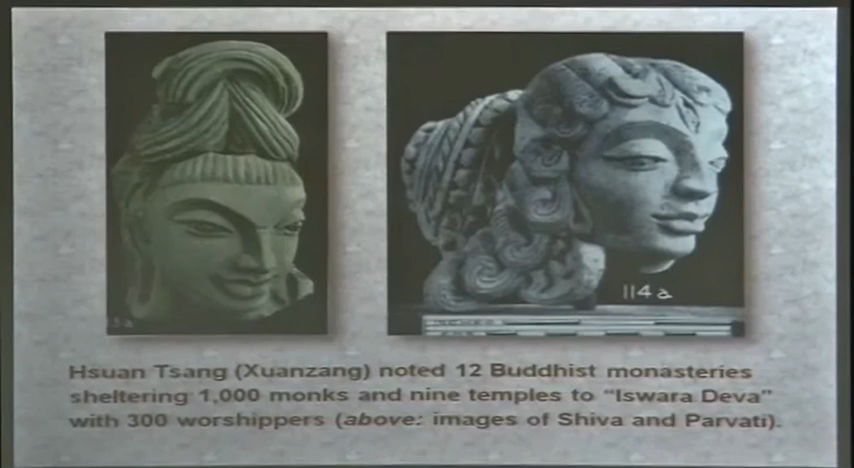 114a
Hsuan Tsang (Xuanzang) noted 12 Buddhist monasteries
sheltering 1,000 monks and nine temples to “Iswara Deva”
with 300 worshippers (above: images of Shiva and Parvati).